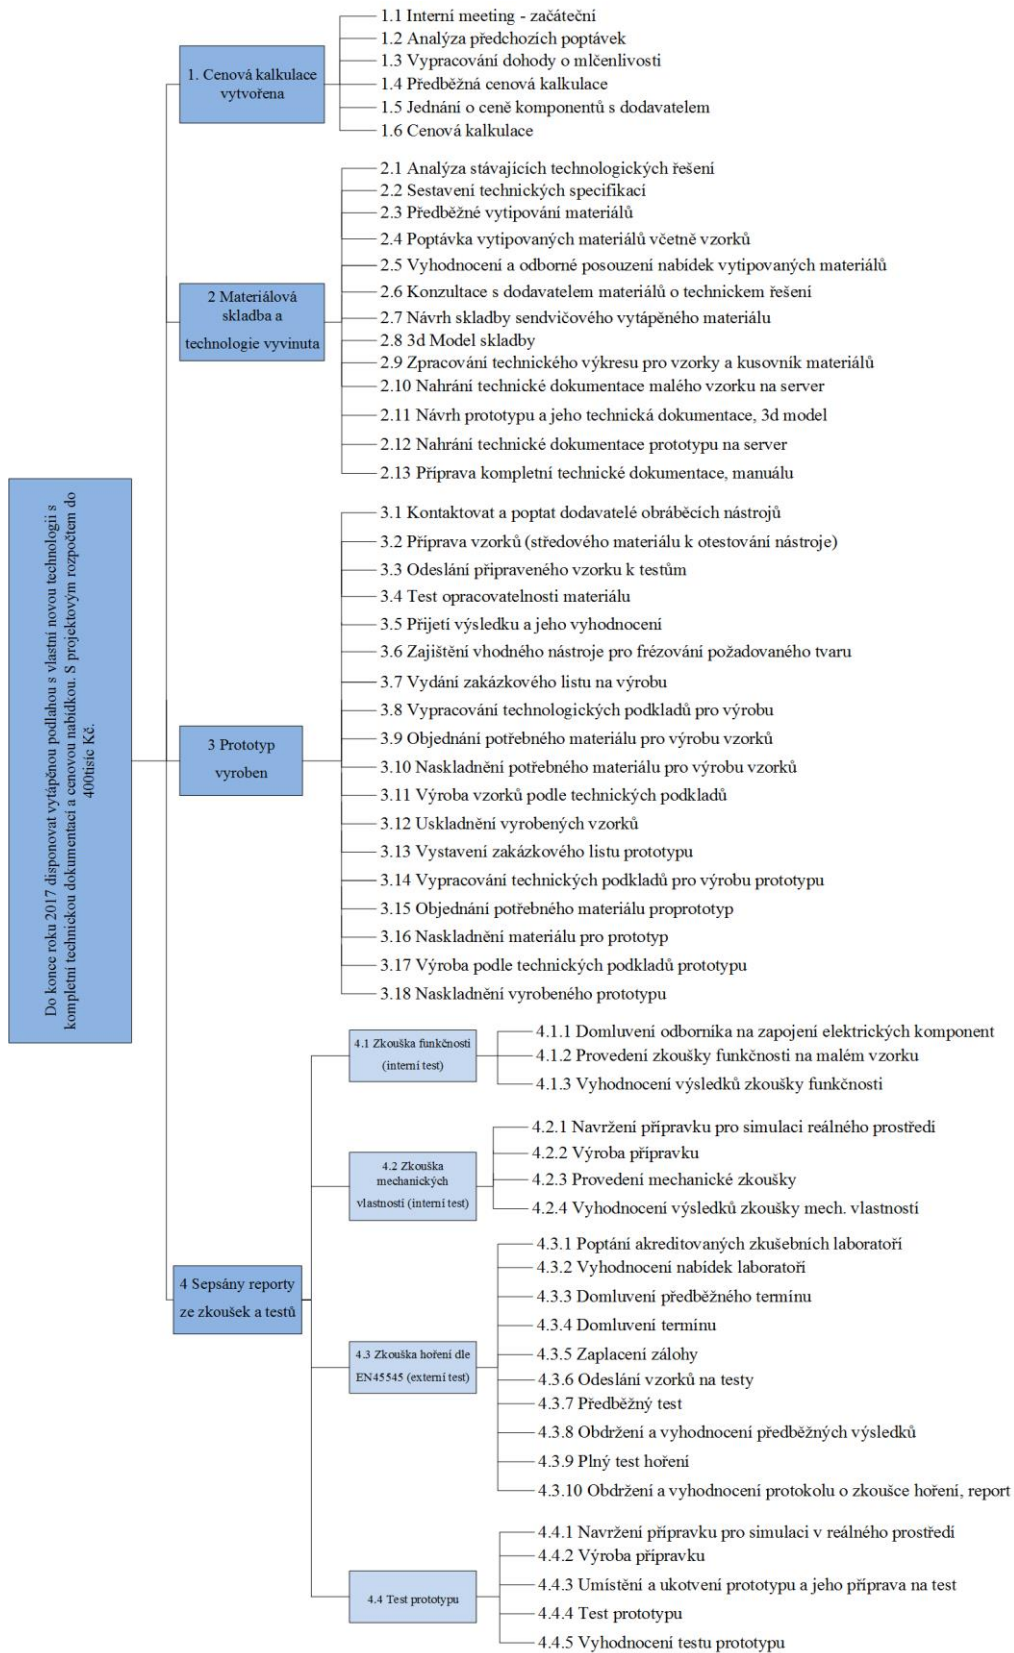 Do konce roku 2017 disponovat vytápěnou podlahou s vlastní novou technologií s
kompletní technickou dokumentací a cenovou nabídkou. S projektovým rozpočtem do
400tisíc Kč.
1. Cenová kalkulace
vytvořena
1.1 Interní meeting - začáteční
1.2 Analýza předchozích poptávek
1.3 Vypracování dohody o mlčenlivosti
1.4 Předběžná cenová kalkulace
1.5 Jednání o ceně komponentů s dodavatelem
1.6 Cenová kalkulace
2 Materiálová
skladba a
technologie vyvinuta
2.1 Analýza stávajících technologických řešení
2.2 Sestavení technických specifikací
2.3 Předběžné vytipování materiálů
2.4 Poptávka vytipovaných materiálů včetně vzorků
2.5 Vyhodnocení a odborné posouzení nabídek vytipovaných materiálů
2.6 Konzultace s dodavatelem materiálů o technickem řešení
2.7 Návrh skladby sendvičového vytápěného materiálu
2.8 3d Model skladby
2.9 Zpracování technického výkresu pro vzorky a kusovník materiálů
2.10 Nahrání technické dokumentace malého vzorku na server
2.11 Návrh prototypu a jeho technická dokumentace, 3d model
2.12 Nahrání technické dokumentace prototypu na server
2.13 Příprava kompletní technické dokumentace, manuálu
3 Prototyp
vyroben
3.1 Kontaktovat a poptat dodavatelé obráběcích nástrojů
3.2 Příprava vzorků (středového materiálu k otestování nástroje)
3.3 Odeslání připraveného vzorku k testům
3.4 Test opracovatelnosti materiálu
3.5 Přijetí výsledku a jeho vyhodnocení
3.6 Zajištění vhodného nástroje pro frézování požadovaného tvaru
3.7 Vydání zakázkového listu na výrobu
3.8 Vypracování technologických podkladů pro výrobu
3.9 Objednání potřebného materiálu pro výrobu vzorků
3.10 Naskladnění potřebného materiálu pro výrobu vzorků
3.11 Výroba vzorků podle technických podkladů
3.12 Uskladnění vyrobených vzorků
3.13 Vystavení zakázkového listu prototypu
3.14 Vypracování technických podkladů pro výrobu prototypu
3.15 Objednání potřebného materiálu proprototyp
3.16 Naskladnění materiálu pro prototyp
3.17 Výroba podle technických podkladů prototypu
3.18 Naskladnění vyrobeného prototypu
4 Sepsány reporty
ze zkoušek a testů
4.1 Zkouška funkčnosti
(interní test)
4.1.1 Domluvení odborníka na zapojení elektrických komponent
4.1.2 Provedení zkoušky funkčnosti na malém vzorku
4.1.3 Vyhodnocení výsledků zkoušky funkčnosti
4.2 Zkouška
mechanických
vlastností (interní test)
4.2.1 Navržení přípravku pro simulaci reálného prostředí
4.2.2 Výroba přípravku
4.2.3 Provedení mechanické zkoušky
4.2.4 Vyhodnocení výsledků zkoušky mech. vlastností
4.3 Zkouška hoření dle
EN45545 (externí test)
4.3.1 Poptání akreditovaných zkušebních laboratoří
4.3.2 Vyhodnocení nabídek laboratoří
4.3.3 Domluvení předběžného termínu
4.3.4 Domluvení termínu
4.3.5 Zaplacení zálohy
4.3.6 Odeslání vzorků na testy
4.3.7 Předběžný test
4.3.8 Obdržení a vyhodnocení předběžných výsledků
4.3.9 Plný test hoření
4.3.10 Obdržení a vyhodnocení protokolu o zkoušce hoření, report
4.4 Test prototypu
4.4.1 Navržení přípravku pro simulaci v reálného prostředí
4.4.2 Výroba přípravku
4.4.3 Umístění a ukotvení prototypu a jeho příprava na test
4.4.4 Test prototypu
4.4.5 Vyhodnocení testu prototypu